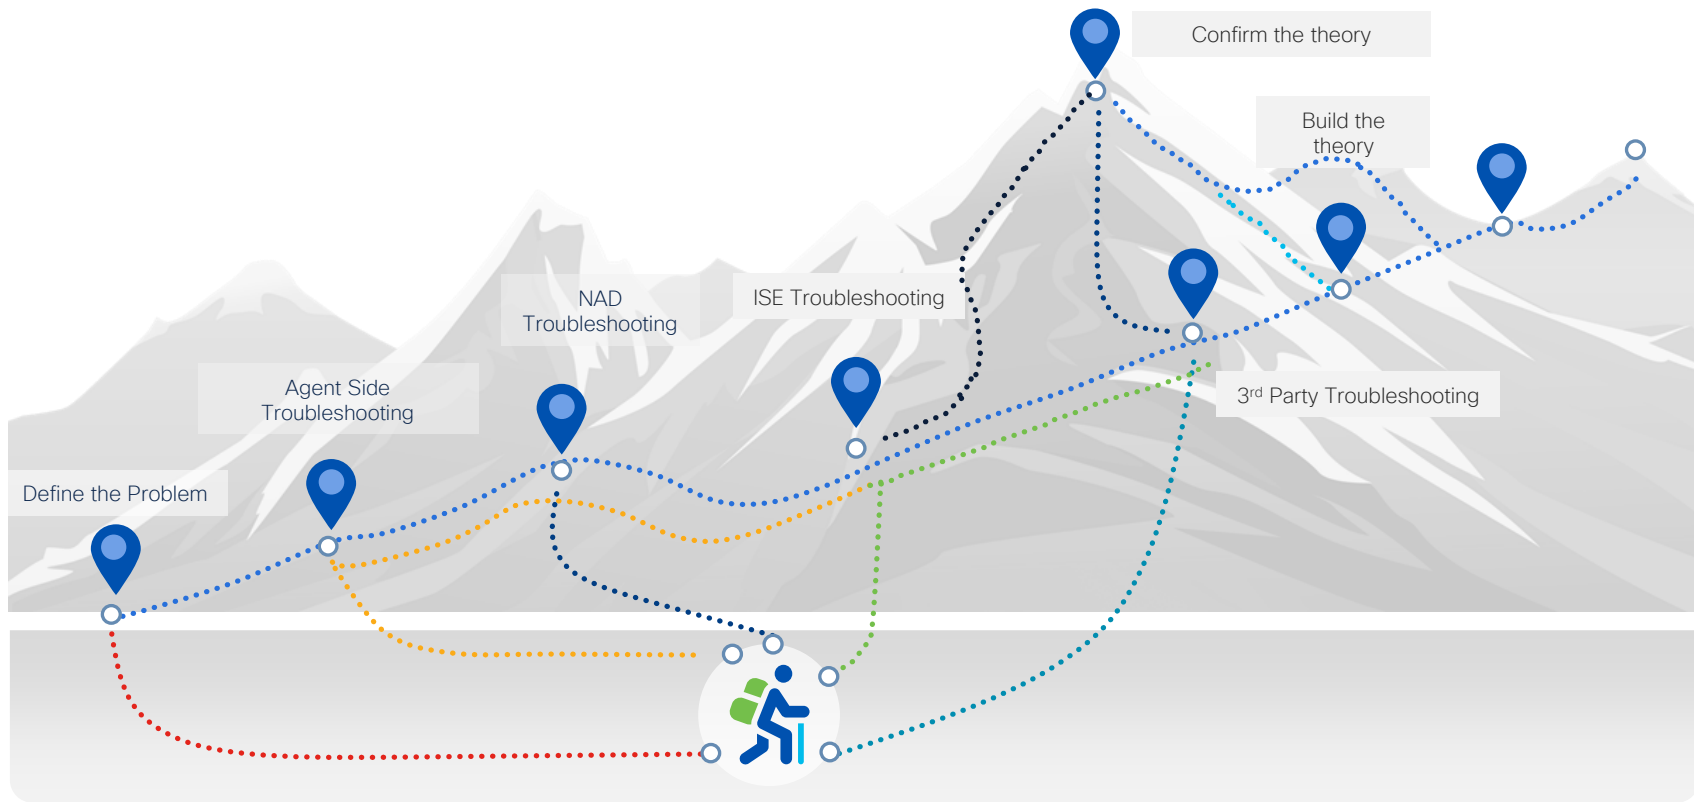 Confirm the theory
Build the
theory
NAD
Troubleshooting
ISE Troubleshooting
Agent Side
Troubleshooting
3rd Party Troubleshooting
Define the Problem